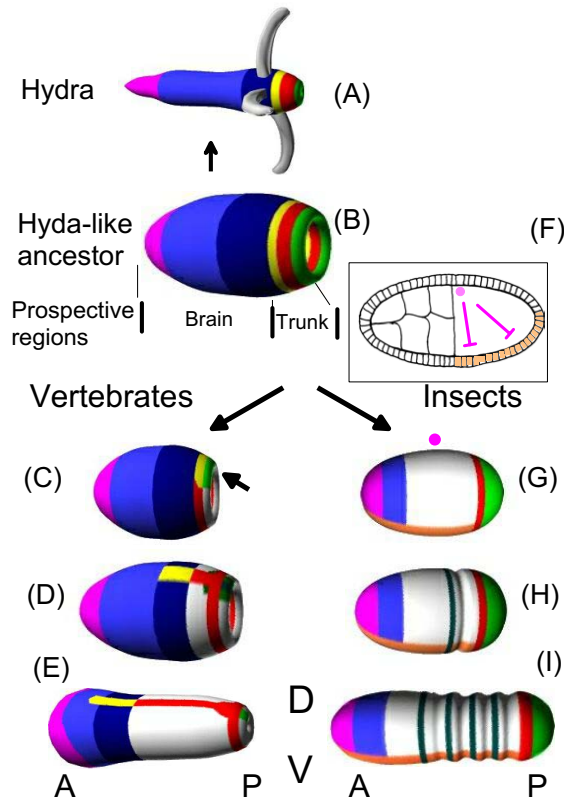 Hydra
(A)
Hyda-like
ancestor
(B)
(F)
Prospective
regions
Brain
Trunk
Vertebrates
Insects
(C)
(G)
(D)
(H)
(E)
(I)
D
V
A
P
A
P